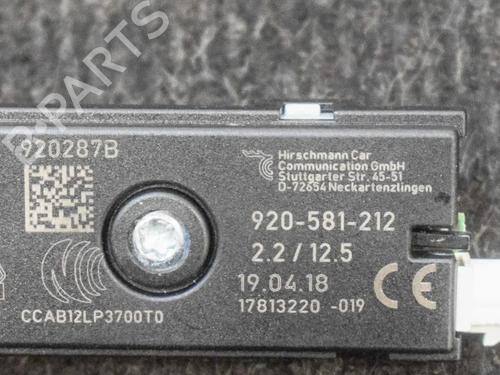 B-PARTS
920287B
Hirschmann Car
Communication GmbH
Stuttgarter Str. 45-51
D-72654 Neckartenzlingen
920-581-212
2.2 / 12.5
19.04.18
17813220 -019
CE
CCAB12LP3700T0